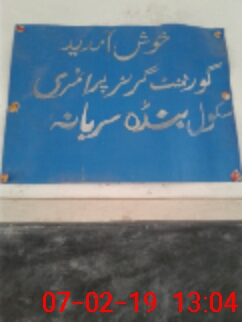 خوش آمدید
گورنمنٹ گرلز پرائمری
سکول بنڈہ سریانہ
07-02-19 13:04